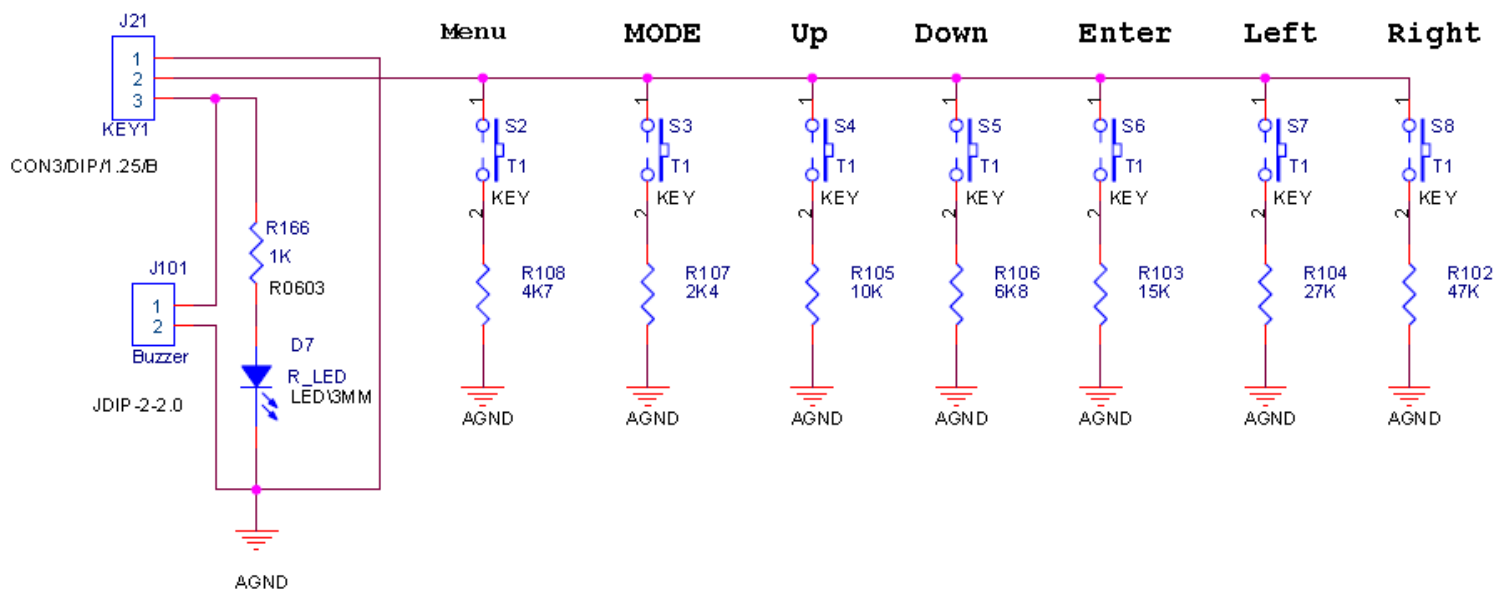 J21
1
2
3
KEY1
CON3/DIP/1.25/B
R166
1K
R0603
J101
1
2
Buzzer
JDIP-2-2.0
D7
R_LED
LED\3MM
AGND
Menu
MODE
Up
Down
Enter
Left
Right
1
S2
T1
KEY
2
R108
4K7
AGND
1
S3
T1
KEY
2
R107
2K4
AGND
1
S4
T1
KEY
2
R105
10K
AGND
1
S5
T1
KEY
2
R106
6K8
AGND
1
S6
T1
KEY
2
R103
15K
AGND
1
S7
T1
KEY
2
R104
27K
AGND
1
S8
T1
KEY
2
R102
47K
AGND